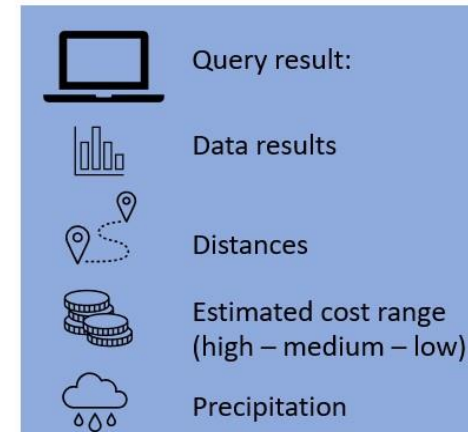 Query result:
Data results
Distances
Estimated cost range
(high – medium – low)
Precipitation